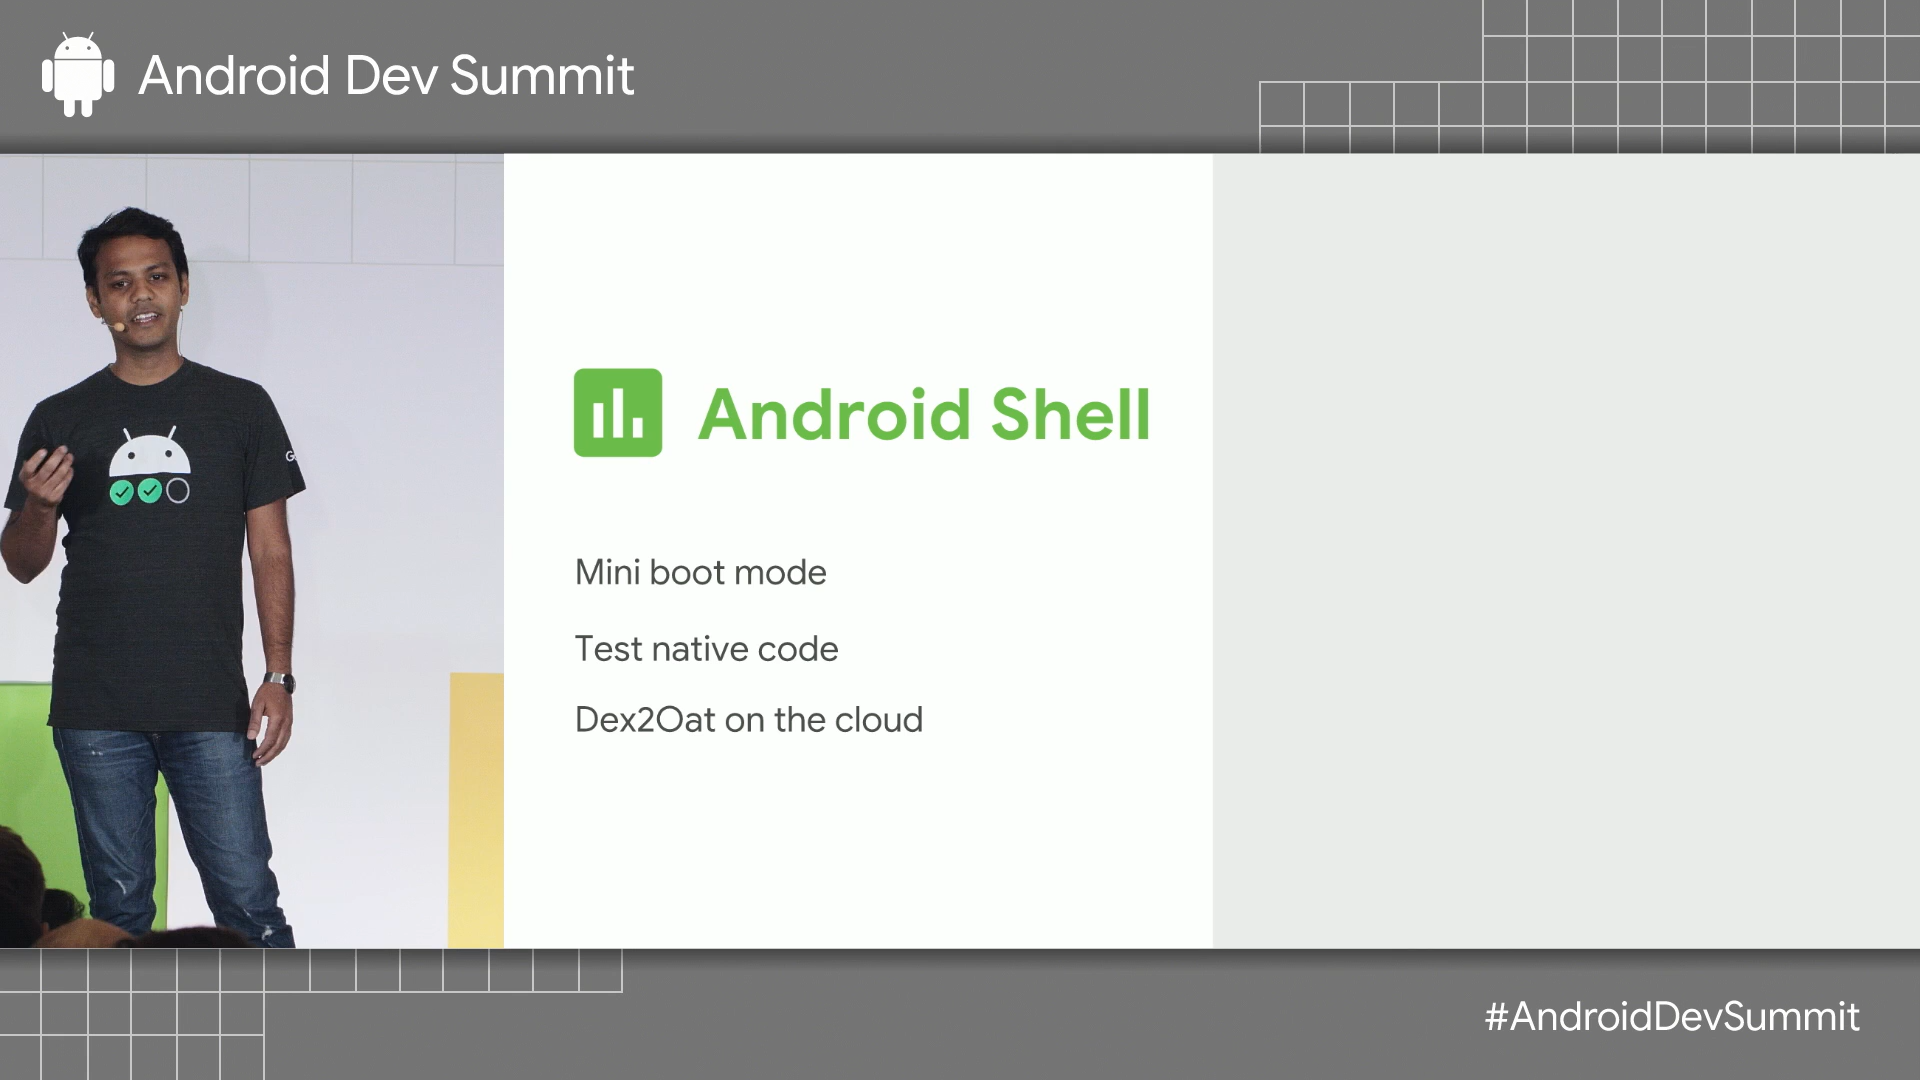 Android Dev Summit
Android Shell
Mini boot mode
Test native code
Dex2Oat on the cloud
#AndroidDevSummit